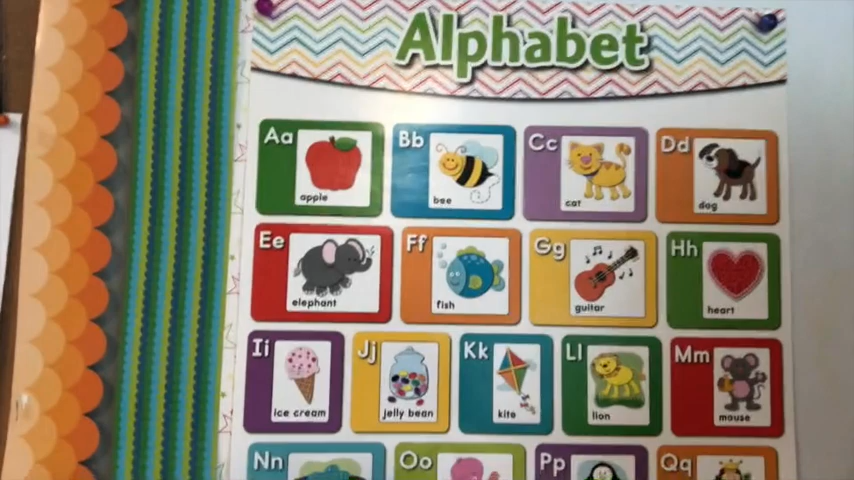 Alphabet
Aa Bb Cc Dd
apple bee cat dog
Ee Ff Gg Hh
elephant fish guitar heart
Ii Jj Kk Ll Mm
ice cream jelly bean kite lion mouse
Nn Oo Pp Qq